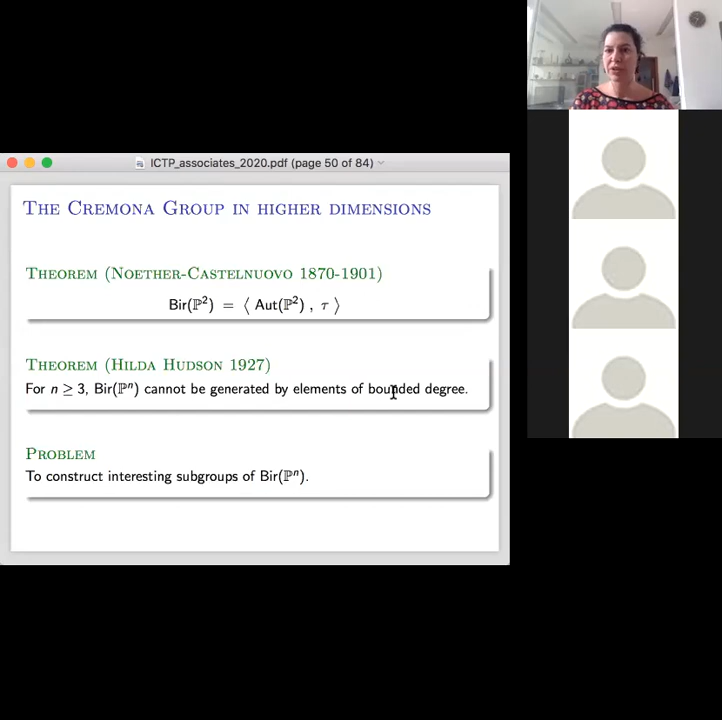 ICTP_associates_2020.pdf (page 50 of 84)
THE CREMONA GROUP IN HIGHER DIMENSIONS
THEOREM (NOETHER-CASTELNUOVO 1870-1901)
Bir(ℙ²) = ⟨ Aut(ℙ²) , τ ⟩
THEOREM (HILDA HUDSON 1927)
For n ≥ 3, Bir(ℙⁿ) cannot be generated by elements of bounded degree.
PROBLEM
To construct interesting subgroups of Bir(ℙⁿ).